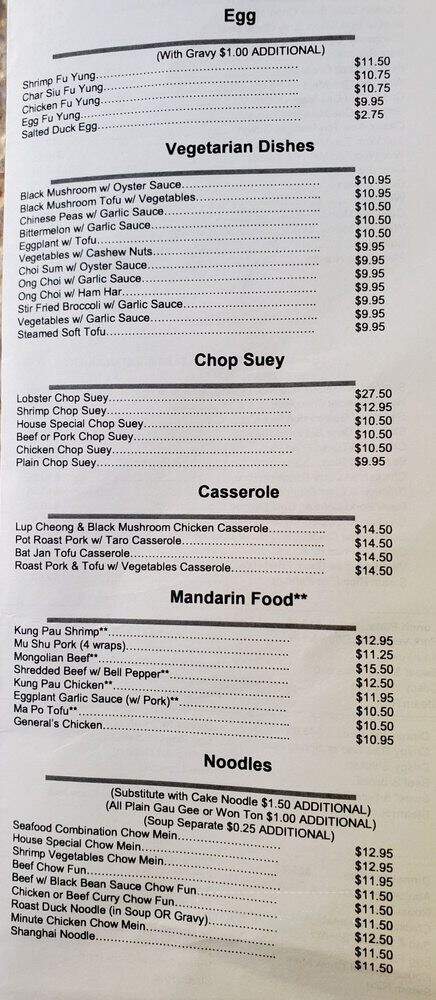 Egg
(With Gravy $1.00 ADDITIONAL)
Shrimp Fu Yung.......... $11.50
Char Siu Fu Yung.......... $10.75
Chicken Fu Yung.......... $10.75
Egg Fu Yung.......... $9.95
Salted Duck Egg.......... $2.75
Vegetarian Dishes
Black Mushroom w/ Oyster Sauce.......... $10.95
Black Mushroom Tofu w/ Vegetables.......... $10.95
Chinese Peas w/ Garlic Sauce.......... $10.50
Bittermelon w/ Garlic Sauce.......... $10.50
Eggplant w/ Tofu.......... $10.50
Vegetables w/ Cashew Nuts.......... $9.95
Choi Sum w/ Oyster Sauce.......... $9.95
Ong Choi w/ Garlic Sauce.......... $9.95
Ong Choi w/ Ham Har.......... $9.95
Stir Fried Broccoli w/ Garlic Sauce.......... $9.95
Vegetables w/ Garlic Sauce.......... $9.95
Steamed Soft Tofu.......... $9.95
Chop Suey
Lobster Chop Suey.......... $27.50
Shrimp Chop Suey.......... $12.95
House Special Chop Suey.......... $10.50
Beef or Pork Chop Suey.......... $10.50
Chicken Chop Suey.......... $10.50
Plain Chop Suey.......... $9.95
Casserole
Lup Cheong & Black Mushroom Chicken Casserole.......... $14.50
Pot Roast Pork w/ Taro Casserole.......... $14.50
Bat Jan Tofu Casserole.......... $14.50
Roast Pork & Tofu w/ Vegetables Casserole.......... $14.50
Mandarin Food**
Kung Pau Shrimp**.......... $12.95
Mu Shu Pork (4 wraps).......... $11.25
Mongolian Beef**.......... $15.50
Shredded Beef w/ Bell Pepper**.......... $12.50
Kung Pau Chicken**.......... $11.95
Eggplant Garlic Sauce (w/ Pork)**.......... $10.50
Ma Po Tofu**.......... $10.50
General's Chicken.......... $10.95
Noodles
(Substitute with Cake Noodle $1.50 ADDITIONAL)
(All Plain Gau Gee or Won Ton $1.00 ADDITIONAL)
(Soup Separate $0.25 ADDITIONAL)
Seafood Combination Chow Mein.......... $12.95
House Special Chow Mein.......... $12.95
Shrimp Vegetables Chow Mein.......... $11.95
Beef Chow Fun.......... $11.50
Beef w/ Black Bean Sauce Chow Fun.......... $11.50
Chicken or Beef Curry Chow Fun.......... $11.50
Roast Duck Noodle (in Soup OR Gravy).......... $12.50
Minute Chicken Chow Mein.......... $11.50
Shanghai Noodle.......... $11.50